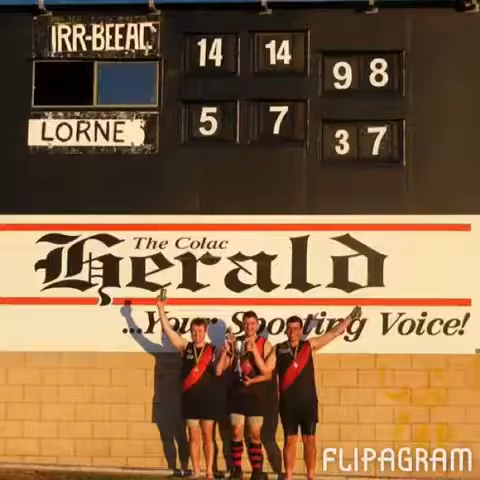 IRR-BEEAC 14 14 98
LORNE 5 7 37
The Colac
Herald
...Your Sporting Voice!
FLIPAGRAM